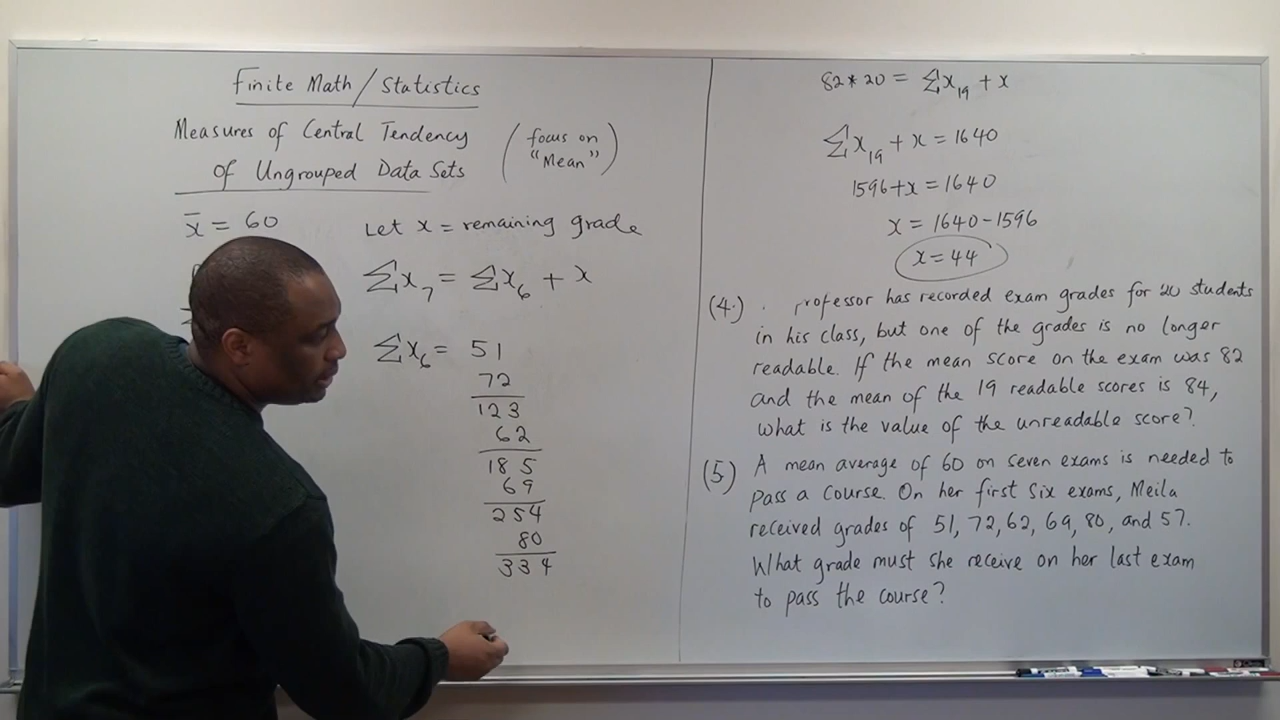 Finite Math / Statistics
Measures of Central Tendency
of Ungrouped Data Sets
(focus on "Mean")
x̄ = 60
Let x = remaining grade
∑x₇ = ∑x₆ + x
∑x₆ = 51
72
123
62
185
69
254
80
334
82*20 = ∑x₁₉ + x
∑x₁₉ + x = 1640
1596+x = 1640
x = 1640-1596
x = 44
(4.) Professor has recorded exam grades for 20 students
in his class, but one of the grades is no longer
readable. If the mean score on the exam was 82
and the mean of the 19 readable scores is 84,
what is the value of the unreadable score?
(5) A mean average of 60 on seven exams is needed to
pass a course. On her first six exams, Meila
received grades of 51, 72, 62, 69, 80, and 57.
What grade must she receive on her last exam
to pass the course?